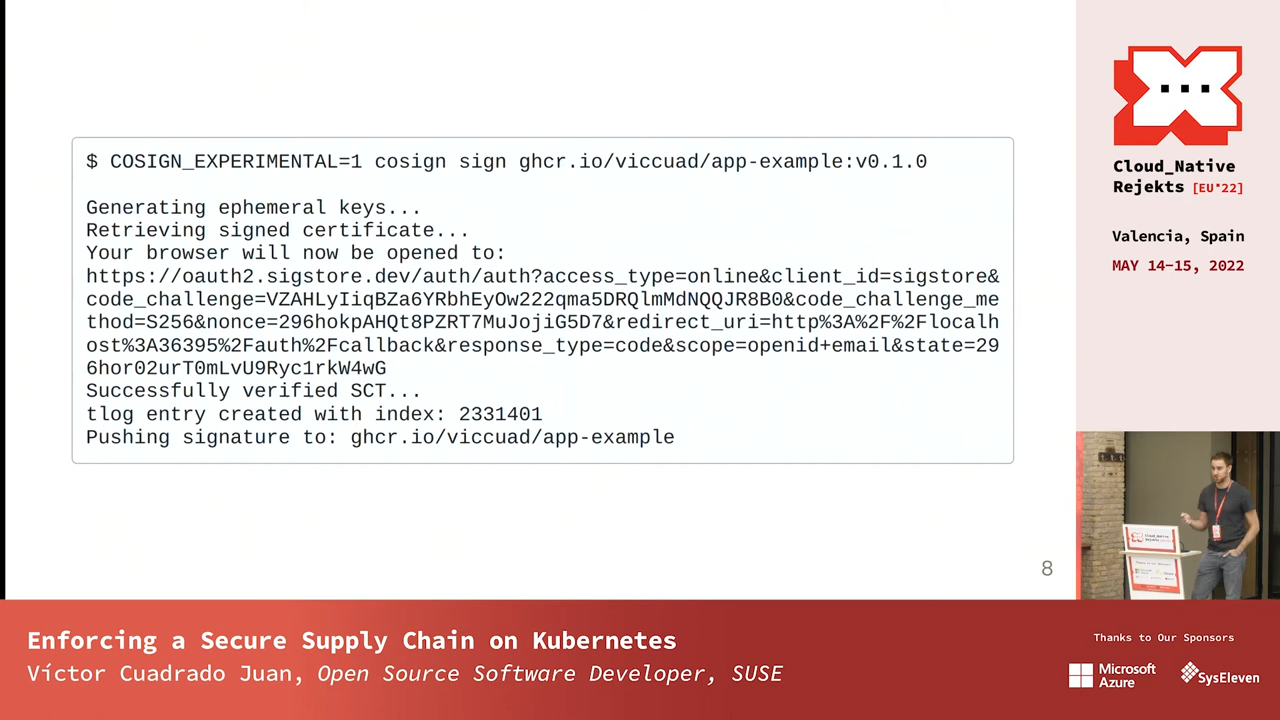 $ COSIGN_EXPERIMENTAL=1 cosign sign ghcr.io/viccuad/app-example:v0.1.0
Generating ephemeral keys...
Retrieving signed certificate...
Your browser will now be opened to:
https://oauth2.sigstore.dev/auth/auth?access_type=online&client_id=sigstore&
code_challenge=VZAHLyIiqBZa6YRbhEyOw222qma5DRQlmMdNQQJR8B0&code_challenge_me
thod=S256&nonce=296hokpAHQt8PZRT7MuJojiG5D7&redirect_uri=http%3A%2F%2Flocalh
ost%3A36395%2Fauth%2Fcallback&response_type=code&scope=openid+email&state=29
6hor02urT0mLvU9Ryc1rkW4wG
Successfully verified SCT...
tlog entry created with index: 2331401
Pushing signature to: ghcr.io/viccuad/app-example
8
Cloud_Native
Rejekts [EU*22]
Valencia, Spain
MAY 14-15, 2022
Cloud_Native
Rejekts
Enforcing a Secure Supply Chain on Kubernetes
Víctor Cuadrado Juan, Open Source Software Developer, SUSE
Thanks to Our Sponsors
Microsoft
Azure
SysEleven